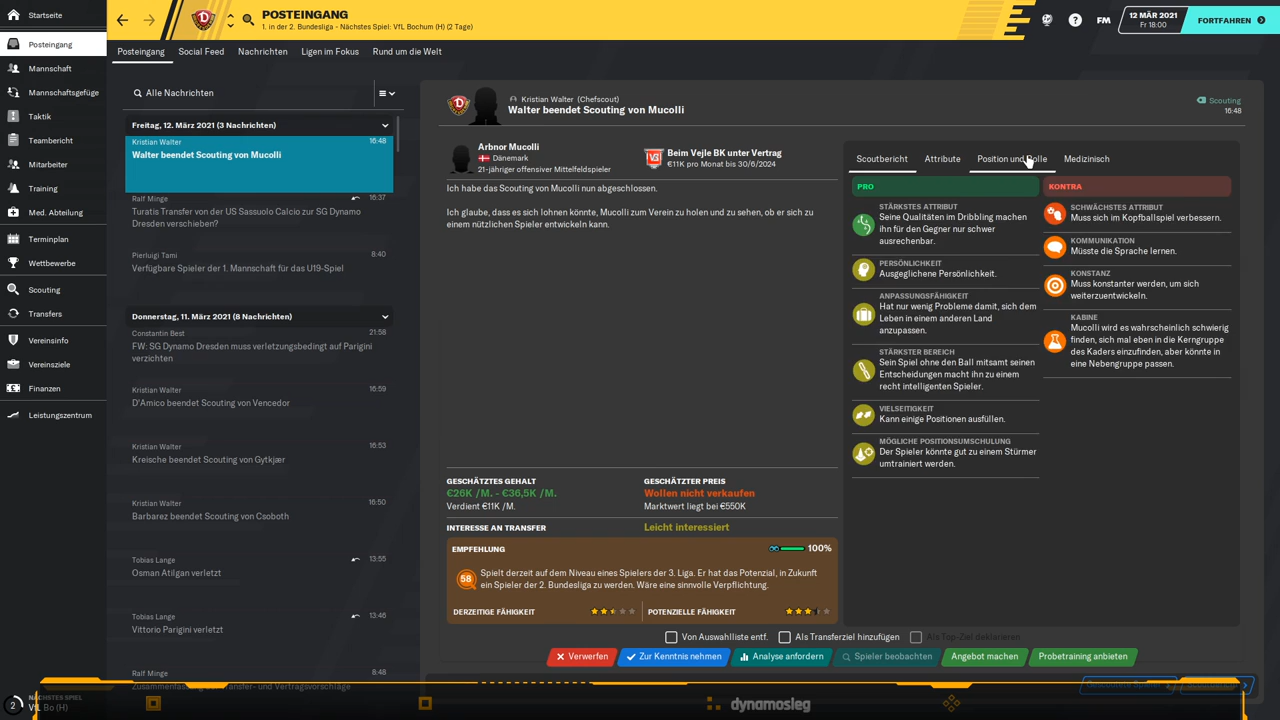 Startseite
Posteingang
Mannschaft
Mannschaftsgefüge
Taktik
Teambericht
Mitarbeiter
Training
Med. Abteilung
Terminplan
Wettbewerbe
Scouting
Transfers
Vereinsinfo
Vereinsziele
Finanzen
Leistungszentrum
POSTEINGANG
1. in der 2. Bundesliga - Nächstes Spiel: VfL Bochum (H) (2 Tage)
?
FM
12 MÄR 2021
Fr 18:00
FORTFAHREN
Posteingang
Social Feed
Nachrichten
Ligen im Fokus
Rund um die Welt
Alle Nachrichten
Freitag, 12. März 2021 (3 Nachrichten)
Kristian Walter 16:48
Walter beendet Scouting von Mucolli
Ralf Minge 16:37
Turatis Transfer von der US Sassuolo Calcio zur SG Dynamo
Dresden verschieben?
Pierluigi Tami 8:40
Verfügbare Spieler der 1. Mannschaft für das U19-Spiel
Donnerstag, 11. März 2021 (8 Nachrichten)
Constantin Best 21:58
FW: SG Dynamo Dresden muss verletzungsbedingt auf Parigini
verzichten
Kristian Walter 16:59
D'Amico beendet Scouting von Vencedor
Kristian Walter 16:53
Kreische beendet Scouting von Gytkjær
Kristian Walter 16:50
Barbarez beendet Scouting von Csoboth
Tobias Lange 13:55
Osman Atilgan verletzt
Tobias Lange 13:46
Vittorio Parigini verletzt
Ralf Minge 8:48
Kristian Walter (Chefscout)
Walter beendet Scouting von Mucolli
Scouting
16:48
Arbnor Mucolli
Dänemark
21-jähriger offensiver Mittelfeldspieler
Beim Vejle BK unter Vertrag
€11K pro Monat bis 30/6/2024
Ich habe das Scouting von Mucolli nun abgeschlossen.
Ich glaube, dass es sich lohnen könnte, Mucolli zum Verein zu holen und zu sehen, ob er sich zu
einem nützlichen Spieler entwickeln kann.
GESCHÄTZTES GEHALT
€26K /M. - €36,5K /M.
Verdient €11K /M.
GESCHÄTZTER PREIS
Wollen nicht verkaufen
Marktwert liegt bei €550K
INTERESSE AN TRANSFER
Leicht interessiert
EMPFEHLUNG
100%
58
Spielt derzeit auf dem Niveau eines Spielers der 3. Liga. Er hat das Potenzial, in Zukunft
ein Spieler der 2. Bundesliga zu werden. Wäre eine sinnvolle Verpflichtung.
DERZEITIGE FÄHIGKEIT
POTENZIELLE FÄHIGKEIT
Scoutbericht
Attribute
Position und Rolle
Medizinisch
PRO
STÄRKSTES ATTRIBUT
Seine Qualitäten im Dribbling machen
ihn für den Gegner nur schwer
ausrechenbar.
PERSÖNLICHKEIT
Ausgeglichene Persönlichkeit.
ANPASSUNGSFÄHIGKEIT
Hat nur wenig Probleme damit, sich dem
Leben in einem anderen Land
anzupassen.
STÄRKSTER BEREICH
Sein Spiel ohne den Ball mitsamt seinen
Entscheidungen macht ihn zu einem
recht intelligenten Spieler.
VIELSEITIGKEIT
Kann einige Positionen ausfüllen.
MÖGLICHE POSITIONSUMSCHULUNG
Der Spieler könnte gut zu einem Stürmer
umtrainiert werden.
KONTRA
SCHWÄCHSTES ATTRIBUT
Muss sich im Kopfballspiel verbessern.
KOMMUNIKATION
Müsste die Sprache lernen.
KONSTANZ
Muss konstanter werden, um sich
weiterzuentwickeln.
KABINE
Mucolli wird es wahrscheinlich schwierig
finden, sich mal eben in die Kerngruppe
des Kaders einzufinden, aber könnte in
eine Nebengruppe passen.
Von Auswahlliste entf.
Als Transferziel hinzufügen
Als Top-Ziel deklarieren
Verwerfen
Zur Kenntnis nehmen
Analyse anfordern
Spieler beobachten
Angebot machen
Probetraining anbieten
2
NÄCHSTES SPIEL
VfL Bo (H)
dynamosleg